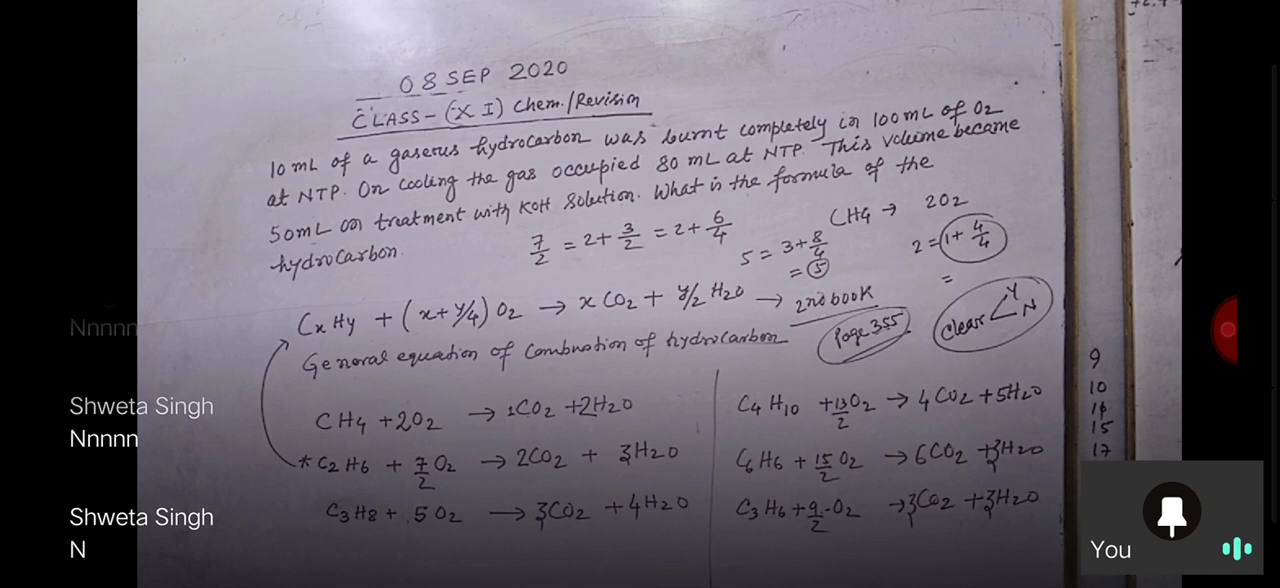 08 SEP 2020
CLASS-(XI) Chem./Revision
10 mL of a gaseous hydrocarbon was burnt completely in 100mL of O2
at NTP. On cooling the gas occupied 80 mL at NTP. This volume became
50mL on treatment with KOH solution. What is the formula of the
hydrocarbon.
7/2 = 2+ 3/2 = 2+ 6/4
5 = 3+ 8/4
= 5
CH4 → 2O2
2 = 1+ 4/4
=
CxHy + (x+y/4) O2 → x CO2 + y/2 H2O → 2nd book
Page 355
Clear < Y N
General equation of Combustion of hydrocarbon
CH4 +2O2 → 1CO2 +2H2O
*C2H6 + 7/2 O2 → 2CO2 + 3H2O
C3H8 + 5O2 → 3CO2 +4H2O
C4H10 +13/2 O2 → 4CO2 +5H2O
C6H6 + 15/2 O2 → 6CO2 +3H2O
C3H6 + 9/2 O2 → 3CO2 +3H2O
9
10
15
17
Nnnnn
Shweta Singh
Nnnnn
Shweta Singh
N
You